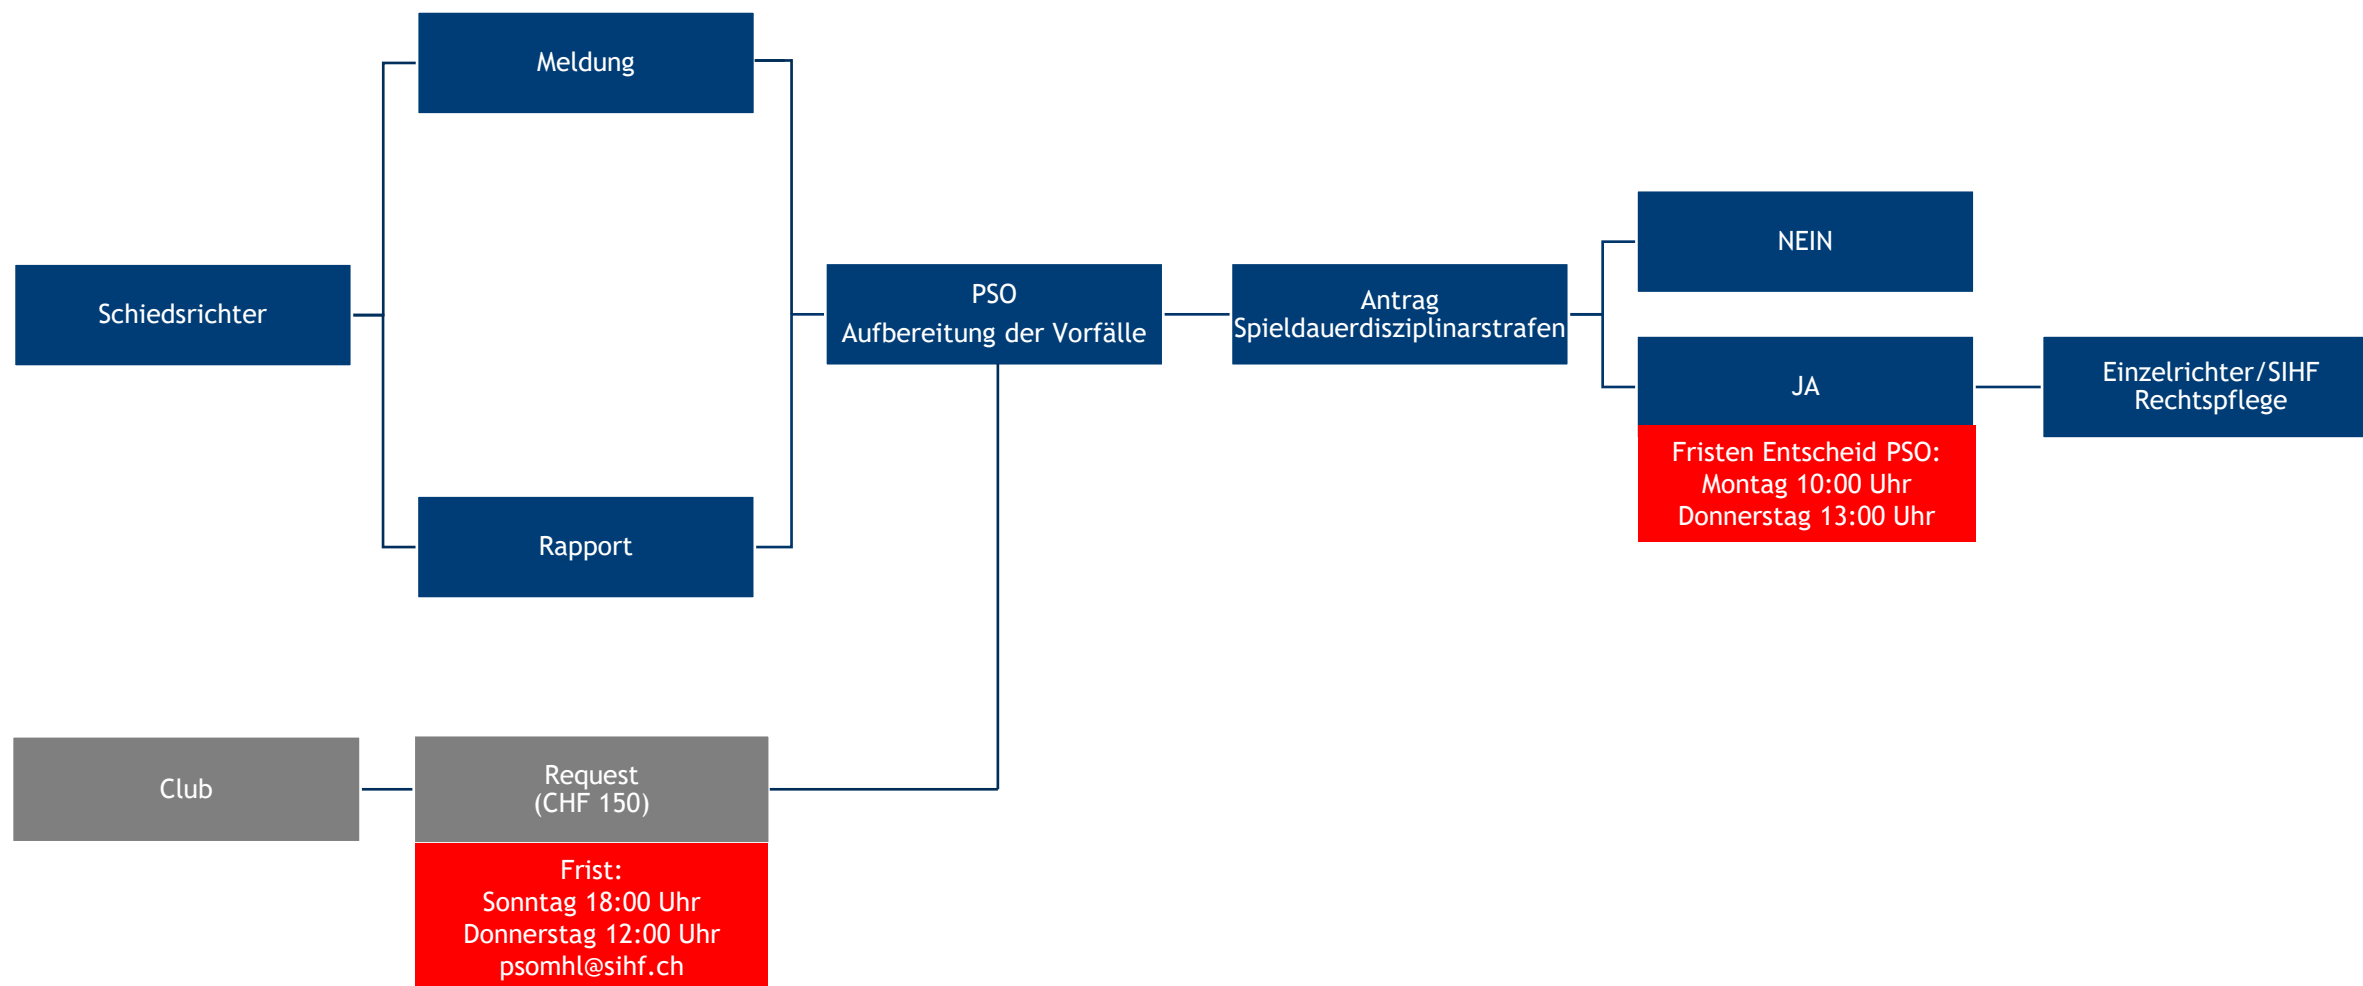 Meldung
Schiedsrichter
Rapport
PSO
Aufbereitung der Vorfälle
Antrag
Spieldauerdisziplinarstrafen
NEIN
JA
Fristen Entscheid PSO:
Montag 10:00 Uhr
Donnerstag 13:00 Uhr
Einzelrichter/SIHF
Rechtspflege
Club
Request
(CHF 150)
Frist:
Sonntag 18:00 Uhr
Donnerstag 12:00 Uhr
psomhl@sihf.ch